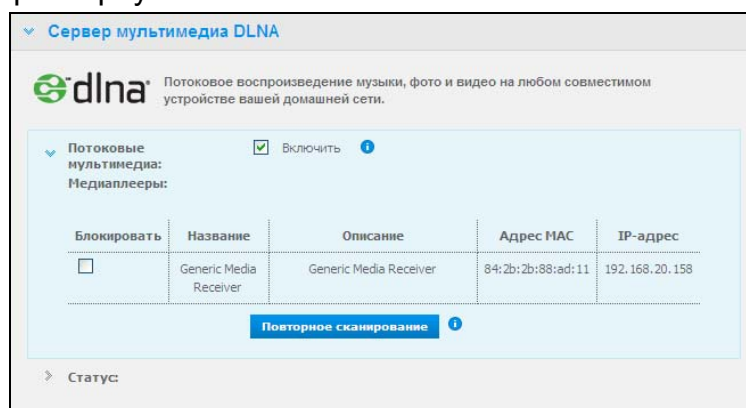 Сервер мультимедиа DLNA
dlna
Потоковое воспроизведение музыки, фото и видео на любом совместимом
устройстве вашей домашней сети.
Потоковые
мультимедиа:
Включить
Медиаплееры:
Блокировать Название Описание Адрес MAC IP-адрес
Generic Media
Receiver
Generic Media Receiver
84:2b:2b:88:ad:11
192.168.20.158
Повторное сканирование
Статус: